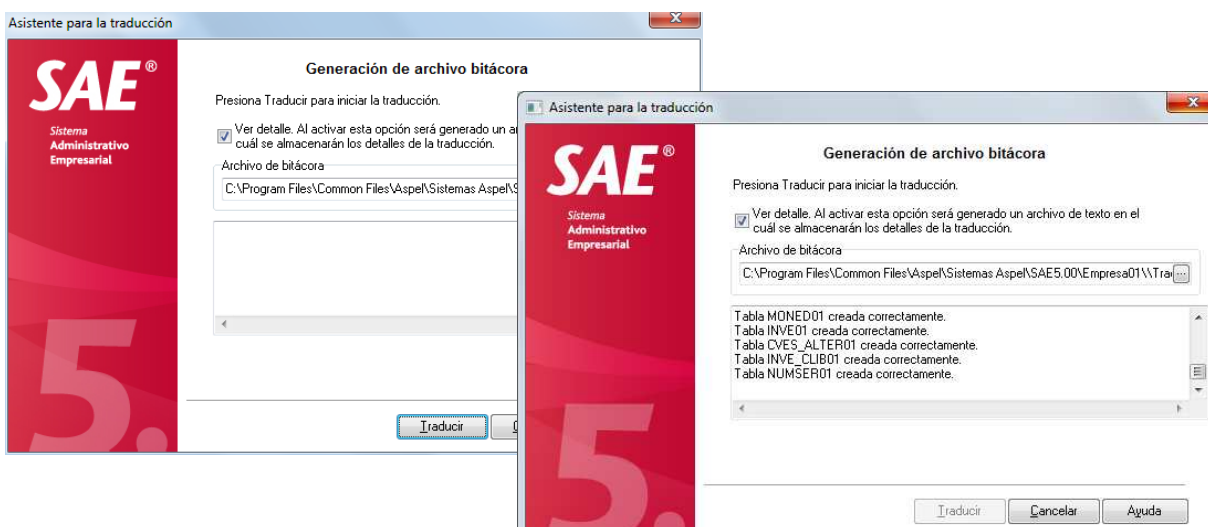 Asistente para la traducción
SAE®
Sistema
Administrativo
Empresarial
5.
Generación de archivo bitácora
Presiona Traducir para iniciar la traducción.
Ver detalle. Al activar esta opción será generado un
cuál se almacenarán los detalles de la traducción.
Archivo de bitácora
C:\Program Files\Common Files\Aspel\Sistemas Aspel\S
Traducir
Asistente para la traducción
SAE®
Sistema
Administrativo
Empresarial
5.
Generación de archivo bitácora
Presiona Traducir para iniciar la traducción.
Ver detalle. Al activar esta opción será generado un archivo de texto en el
cuál se almacenarán los detalles de la traducción.
Archivo de bitácora
C:\Program Files\Common Files\Aspel\Sistemas Aspel\SAE5.00\Empresa01\\Tra
...
Tabla MONED01 creada correctamente.
Tabla INVE01 creada correctamente.
Tabla CVES_ALTER01 creada correctamente.
Tabla INVE_CLIB01 creada correctamente.
Tabla NUMSER01 creada correctamente.
Traducir
Cancelar
Ayuda